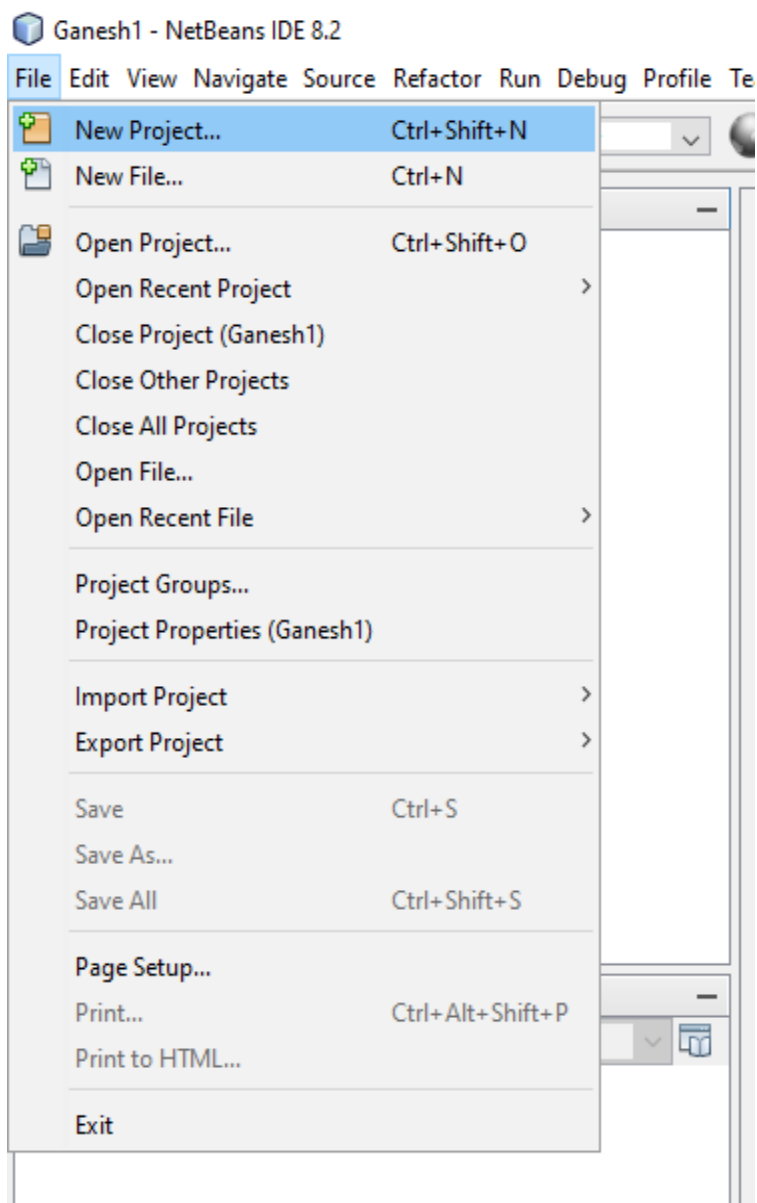 Ganesh1 - NetBeans IDE 8.2
File Edit View Navigate Source Refactor Run Debug Profile
New Project... Ctrl+Shift+N
New File... Ctrl+N
Open Project... Ctrl+Shift+O
Open Recent Project
Close Project (Ganesh1)
Close Other Projects
Close All Projects
Open File...
Open Recent File
Project Groups...
Project Properties (Ganesh1)
Import Project
Export Project
Save Ctrl+S
Save As...
Save All Ctrl+Shift+S
Page Setup...
Print... Ctrl+Alt+Shift+P
Print to HTML...
Exit